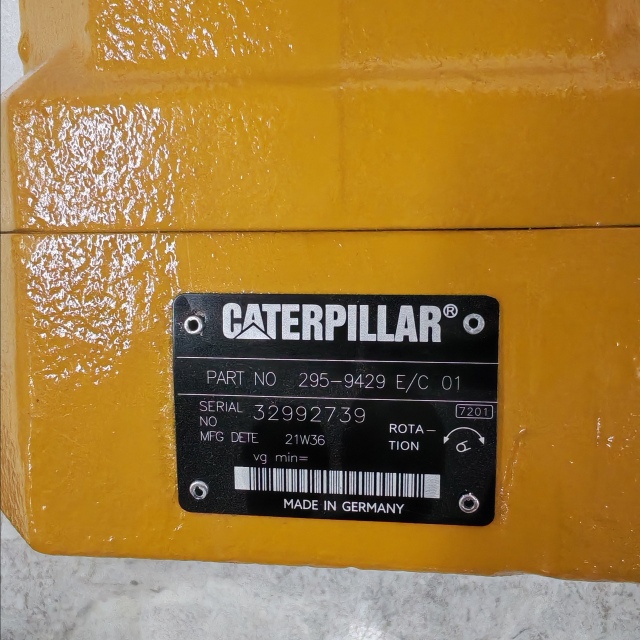 CATERPILLAR®
PART NO 295-9429 E/C 01
SERIAL NO 32992739
7201
MFG DETE 21W36
ROTA-
TION
vg min=
MADE IN GERMANY